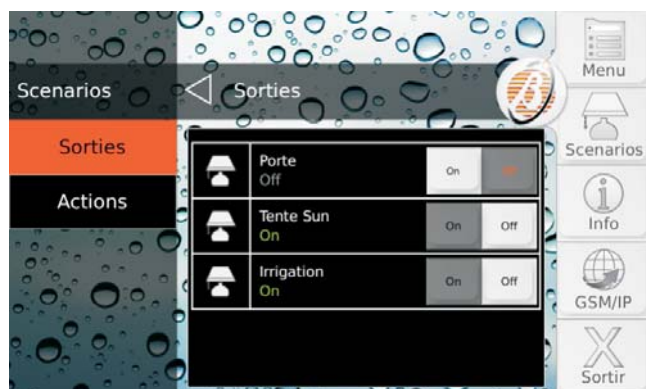 Scenarios
Sorties
Sorties
Actions
Porte
Off
On
Tente Sun
On
On
Off
Irrigation
On
On
Off
Menu
Scenarios
Info
GSM/IP
Sortir